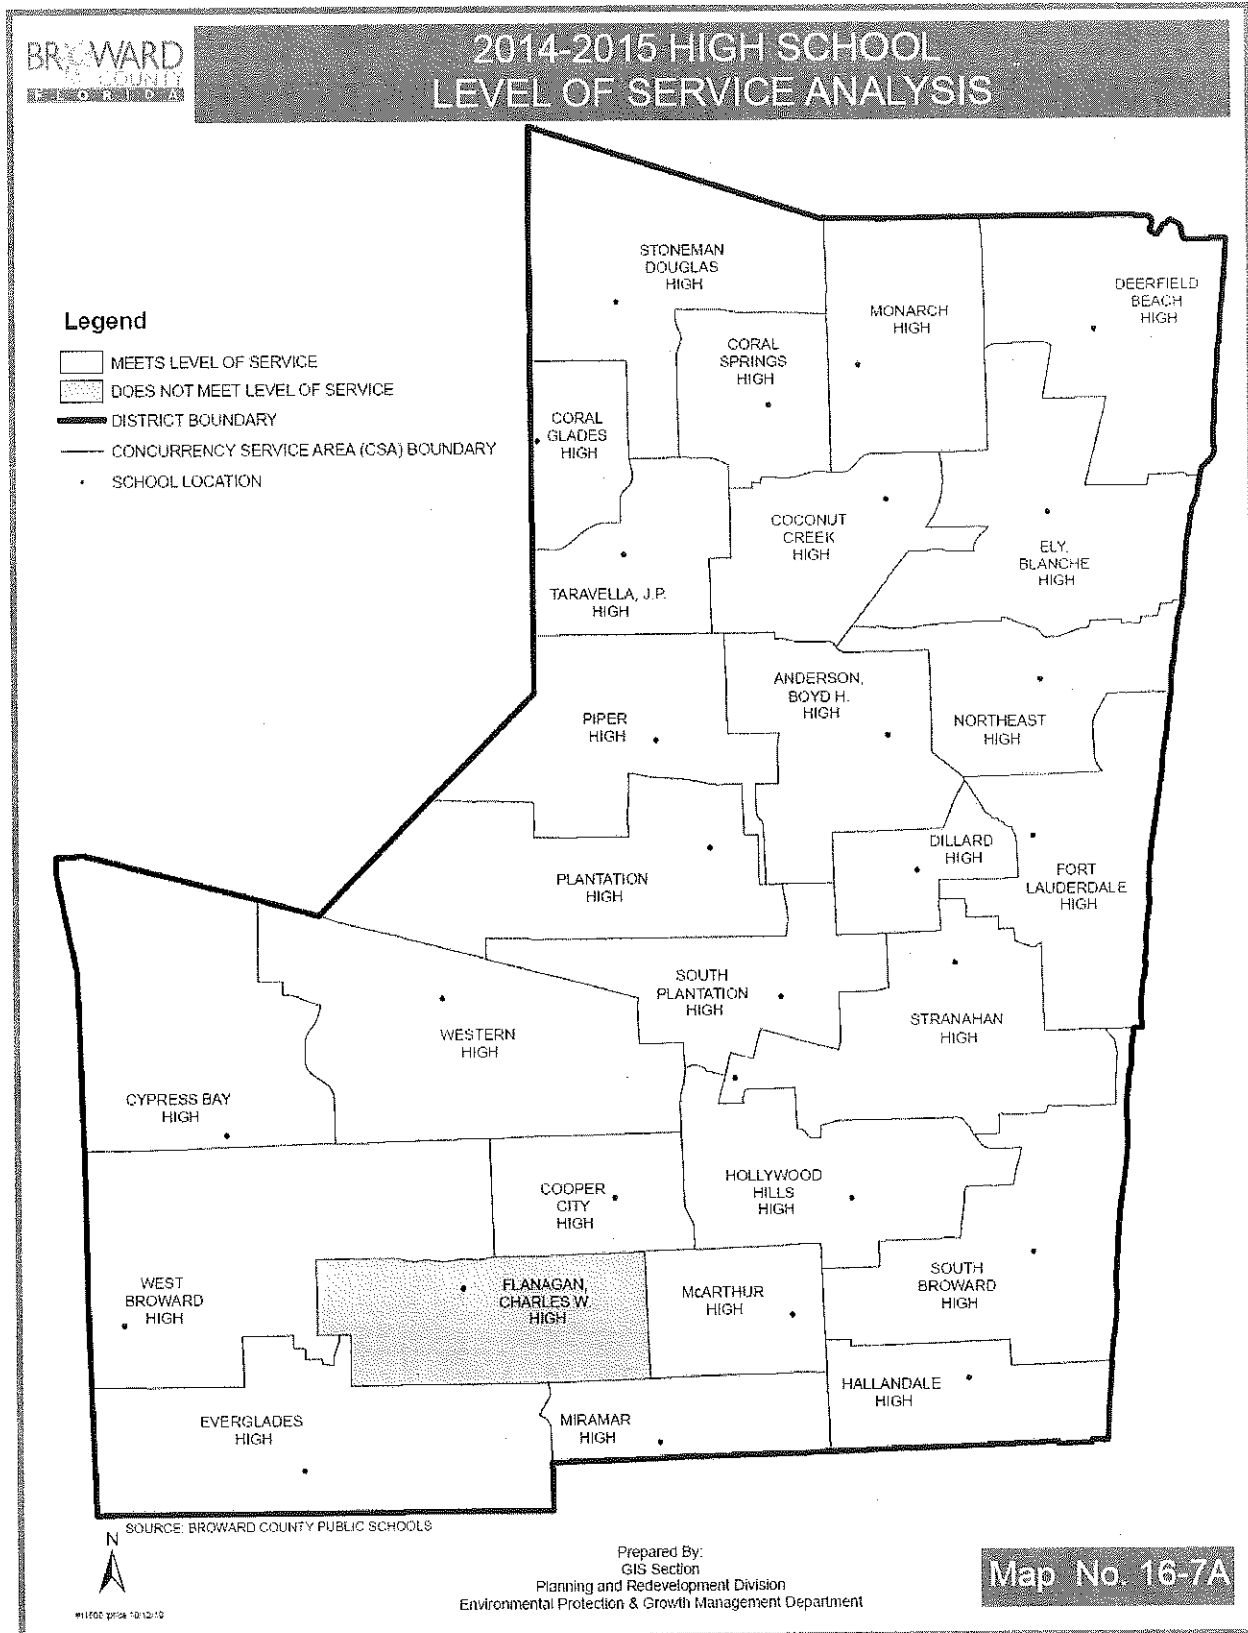 BROWARD
COUNTY
FLORIDA
2014-2015 HIGH SCHOOL
LEVEL OF SERVICE ANALYSIS
Legend
MEETS LEVEL OF SERVICE
DOES NOT MEET LEVEL OF SERVICE
DISTRICT BOUNDARY
CONCURRENCY SERVICE AREA (CSA) BOUNDARY
SCHOOL LOCATION
STONEMAN
DOUGLAS
HIGH
MONARCH
HIGH
DEERFIELD
BEACH
HIGH
CORAL
SPRINGS
HIGH
CORAL
GLADES
HIGH
COCONUT
CREEK
HIGH
ELY,
BLANCHE
HIGH
TARAVELLA, J.P.
HIGH
ANDERSON,
BOYD H.
HIGH
PIPER
HIGH
NORTHEAST
HIGH
DILLARD
HIGH
FORT
LAUDERDALE
HIGH
PLANTATION
HIGH
SOUTH
PLANTATION
HIGH
STRANAHAN
HIGH
WESTERN
HIGH
CYPRESS BAY
HIGH
COOPER
CITY
HIGH
HOLLYWOOD
HILLS
HIGH
WEST
BROWARD
HIGH
FLANAGAN,
CHARLES W.
HIGH
McARTHUR
HIGH
SOUTH
BROWARD
HIGH
HALLANDALE
HIGH
EVERGLADES
HIGH
MIRAMAR
HIGH
SOURCE: BROWARD COUNTY PUBLIC SCHOOLS
N
Prepared By:
GIS Section
Planning and Redevelopment Division
Environmental Protection & Growth Management Department
Map No. 16-7A